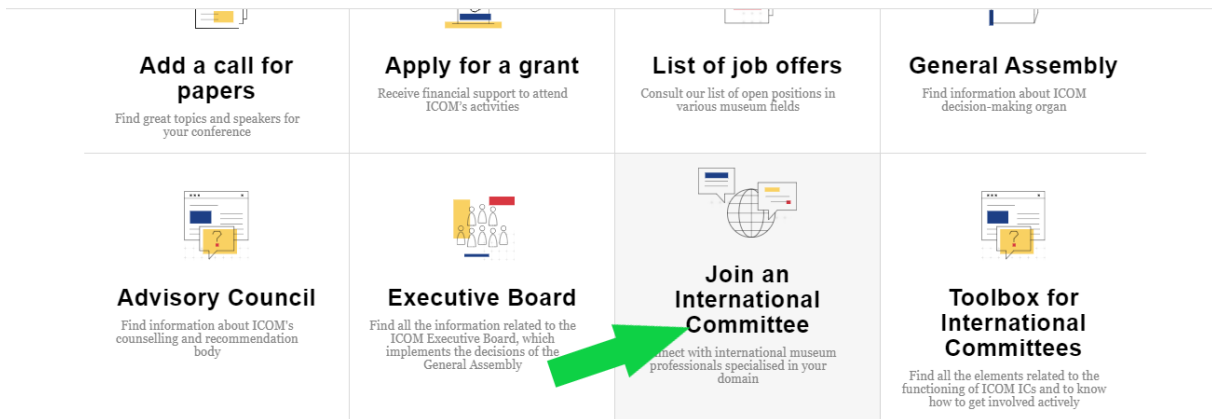 Add a call for
papers
Find great topics and speakers for
your conference
Apply for a grant
Receive financial support to attend
ICOM's activities
List of job offers
Consult our list of open positions in
various museum fields
General Assembly
Find information about ICOM
decision-making organ
?
Advisory Council
Find information about ICOM's
counselling and recommendation
body
Executive Board
Find all the information related to the
ICOM Executive Board, which
implements the decisions of the
General Assembly
Join an
International
Committee
with international museum
professionals specialised in your
domain
?
Toolbox for
International
Committees
Find all the elements related to the
functioning of ICOM ICs and to know
how to get involved actively